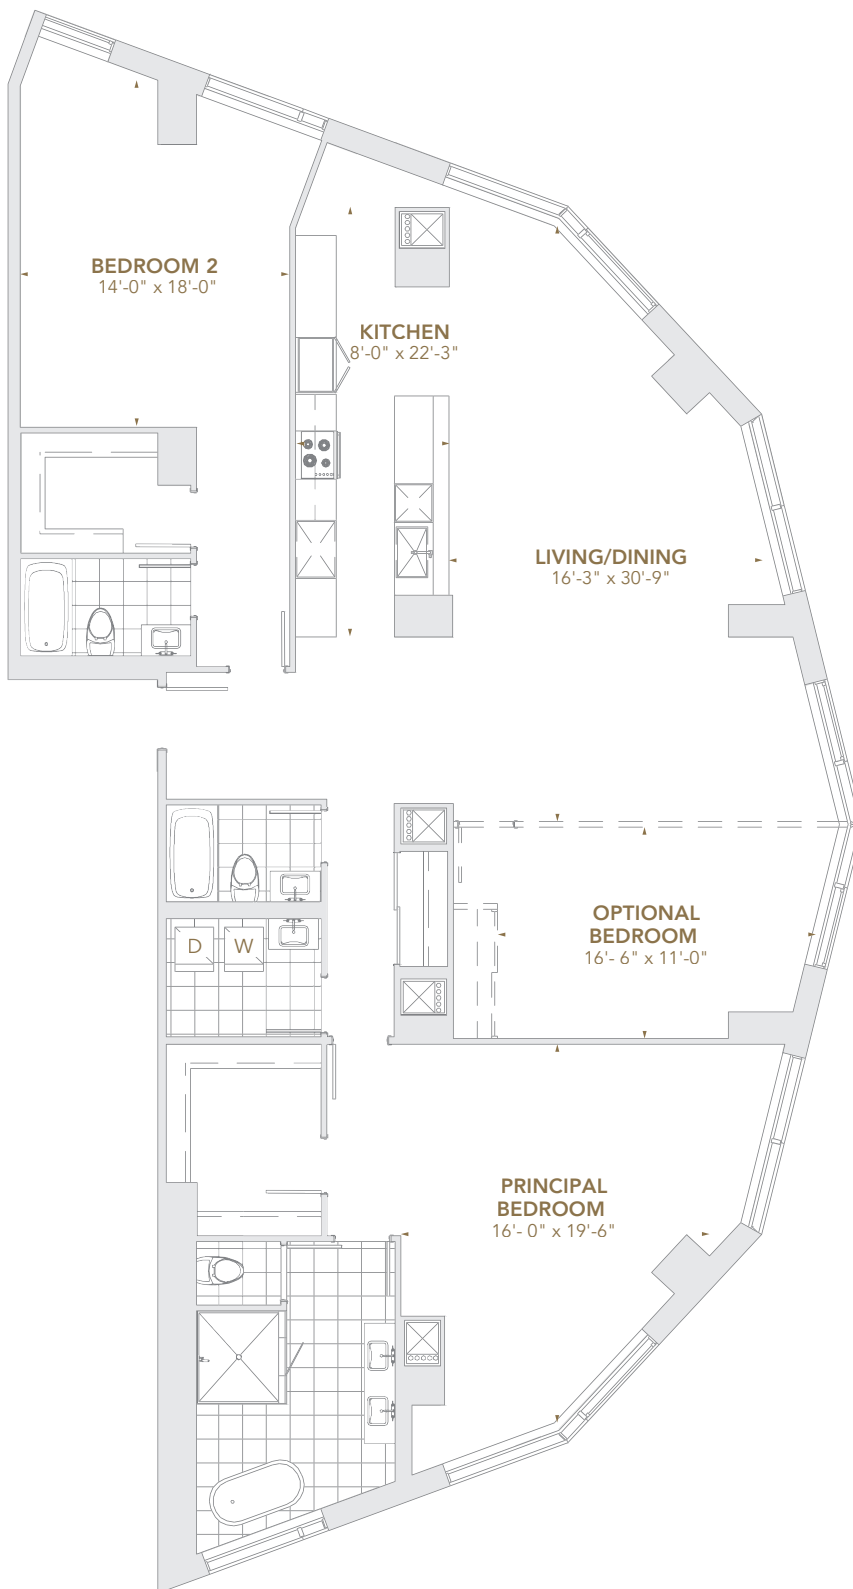 BEDROOM 2
14'-0" x 18'-0"
KITCHEN
8'-0" x 22'-3"
LIVING/DINING
16'-3" x 30'-9"
OPTIONAL
BEDROOM
16'- 6" x 11'-0"
D
W
PRINCIPAL
BEDROOM
16'- 0" x 19'-6"